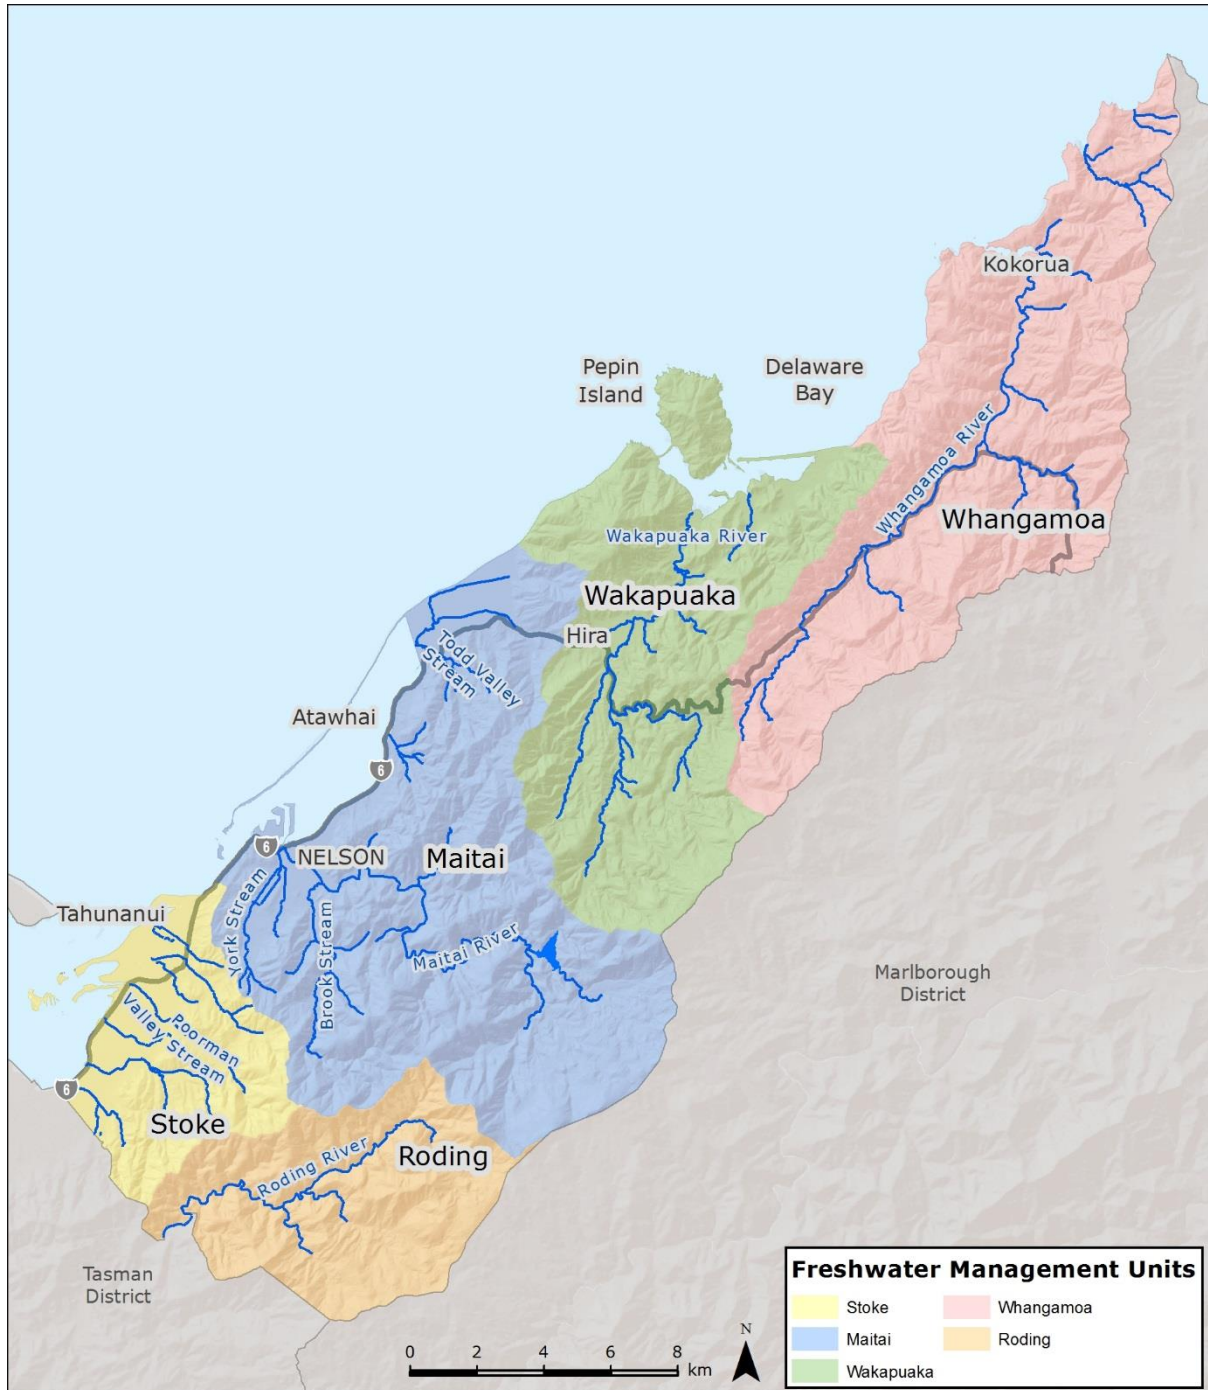 Kokorua
Pepin
Island
Delaware
Bay
Whangamoa River
Whangamoa
Wakapuaka River
Wakapuaka
Hira
Todd Valley
Stream
Atawhai
6
6
NELSON
Maitai
Tahunanui
York Stream
Brook Stream
Maitai River
Marlborough
District
Poorman
Valley Stream
6
Stoke
Roding River
Roding
Tasman
District
Freshwater Management Units
Stoke
Whangamoa
Maitai
Roding
Wakapuaka
N
0 2 4 6 8
km